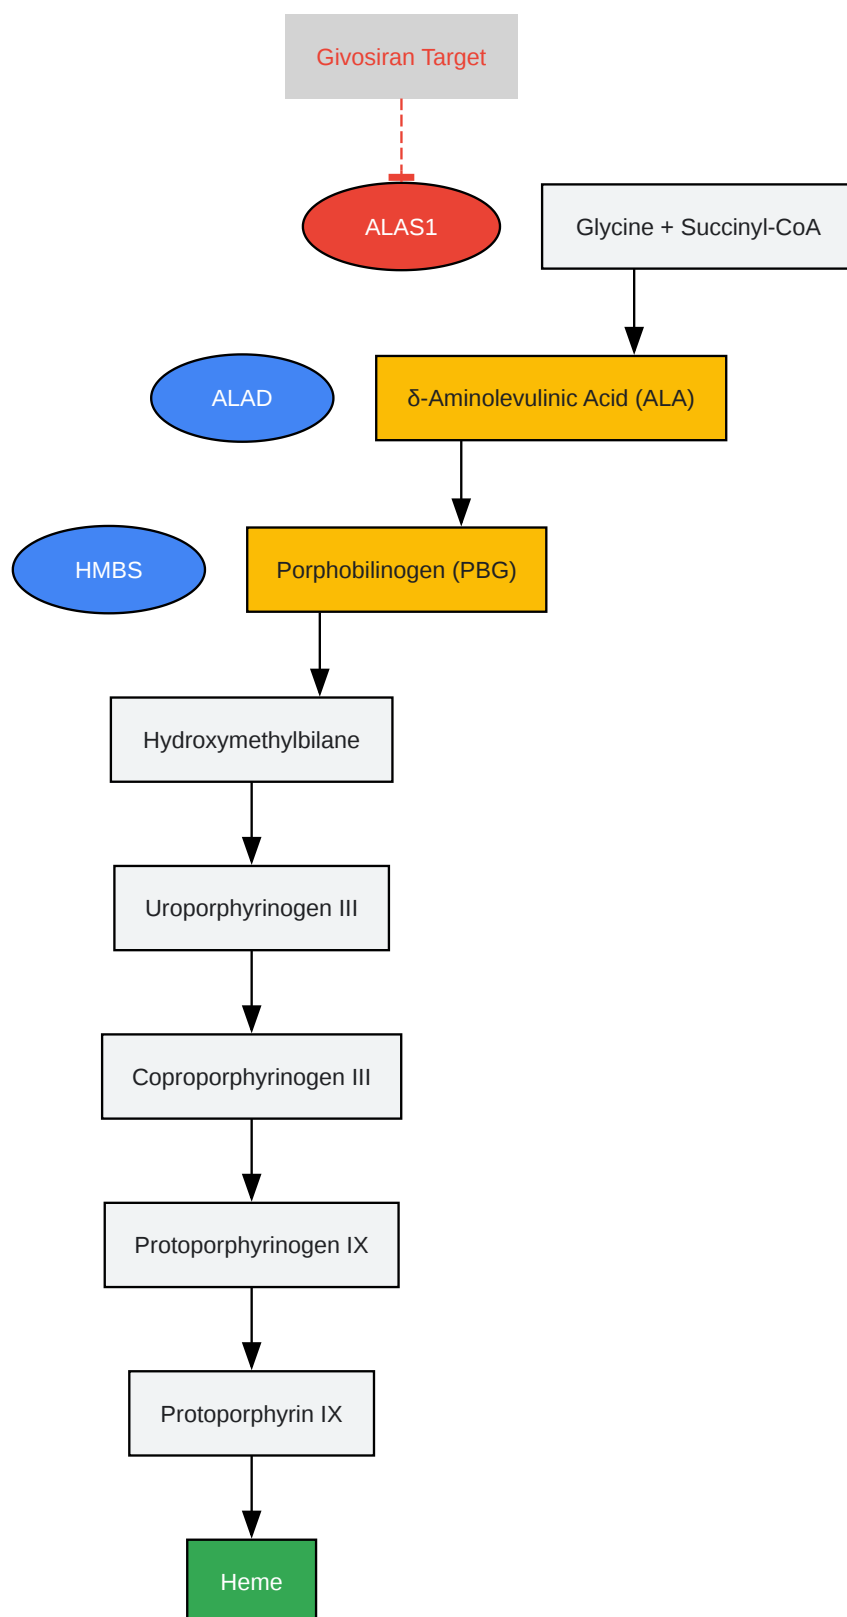 Givosiran Target
ALAS1
Glycine + Succinyl-CoA
ALAD
δ-Aminolevulinic Acid (ALA)
HMBS
Porphobilinogen (PBG)
Hydroxymethylbilane
Uroporphyrinogen III
Coproporphyrinogen III
Protoporphyrinogen IX
Protoporphyrin IX
Heme